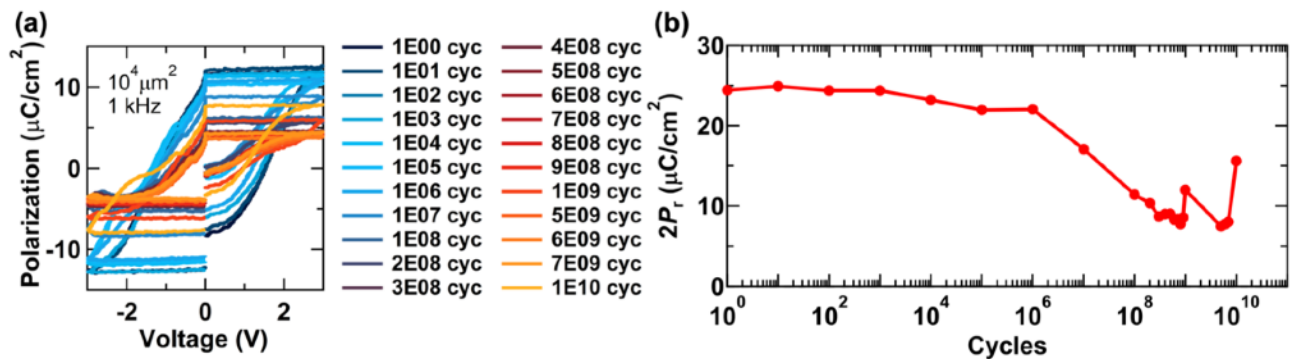 (a)
Polarization (μC/cm²)
10
0
-10
10⁴ μm²
1 kHz
-2
0
2
Voltage (V)
1E00 cyc
1E01 cyc
1E02 cyc
1E03 cyc
1E04 cyc
1E05 cyc
1E06 cyc
1E07 cyc
1E08 cyc
2E08 cyc
3E08 cyc
4E08 cyc
5E08 cyc
6E08 cyc
7E08 cyc
8E08 cyc
9E08 cyc
1E09 cyc
5E09 cyc
6E09 cyc
7E09 cyc
1E10 cyc
(b)
2Pr (μC/cm²)
30
20
10
0
10⁰
10²
10⁴
10⁶
10⁸
10¹⁰
Cycles